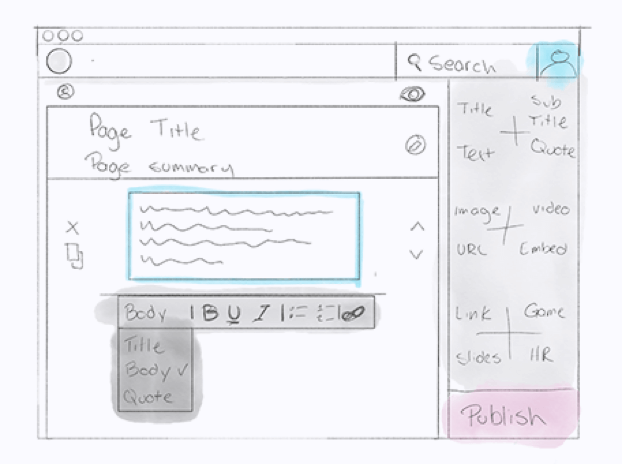 Search
Title Sub Title
Text Quote
Page Title
Page summary
image video
URL Embed
Body B U I
Title
Body ✓
Quote
Link Game
Slides HR
Publish